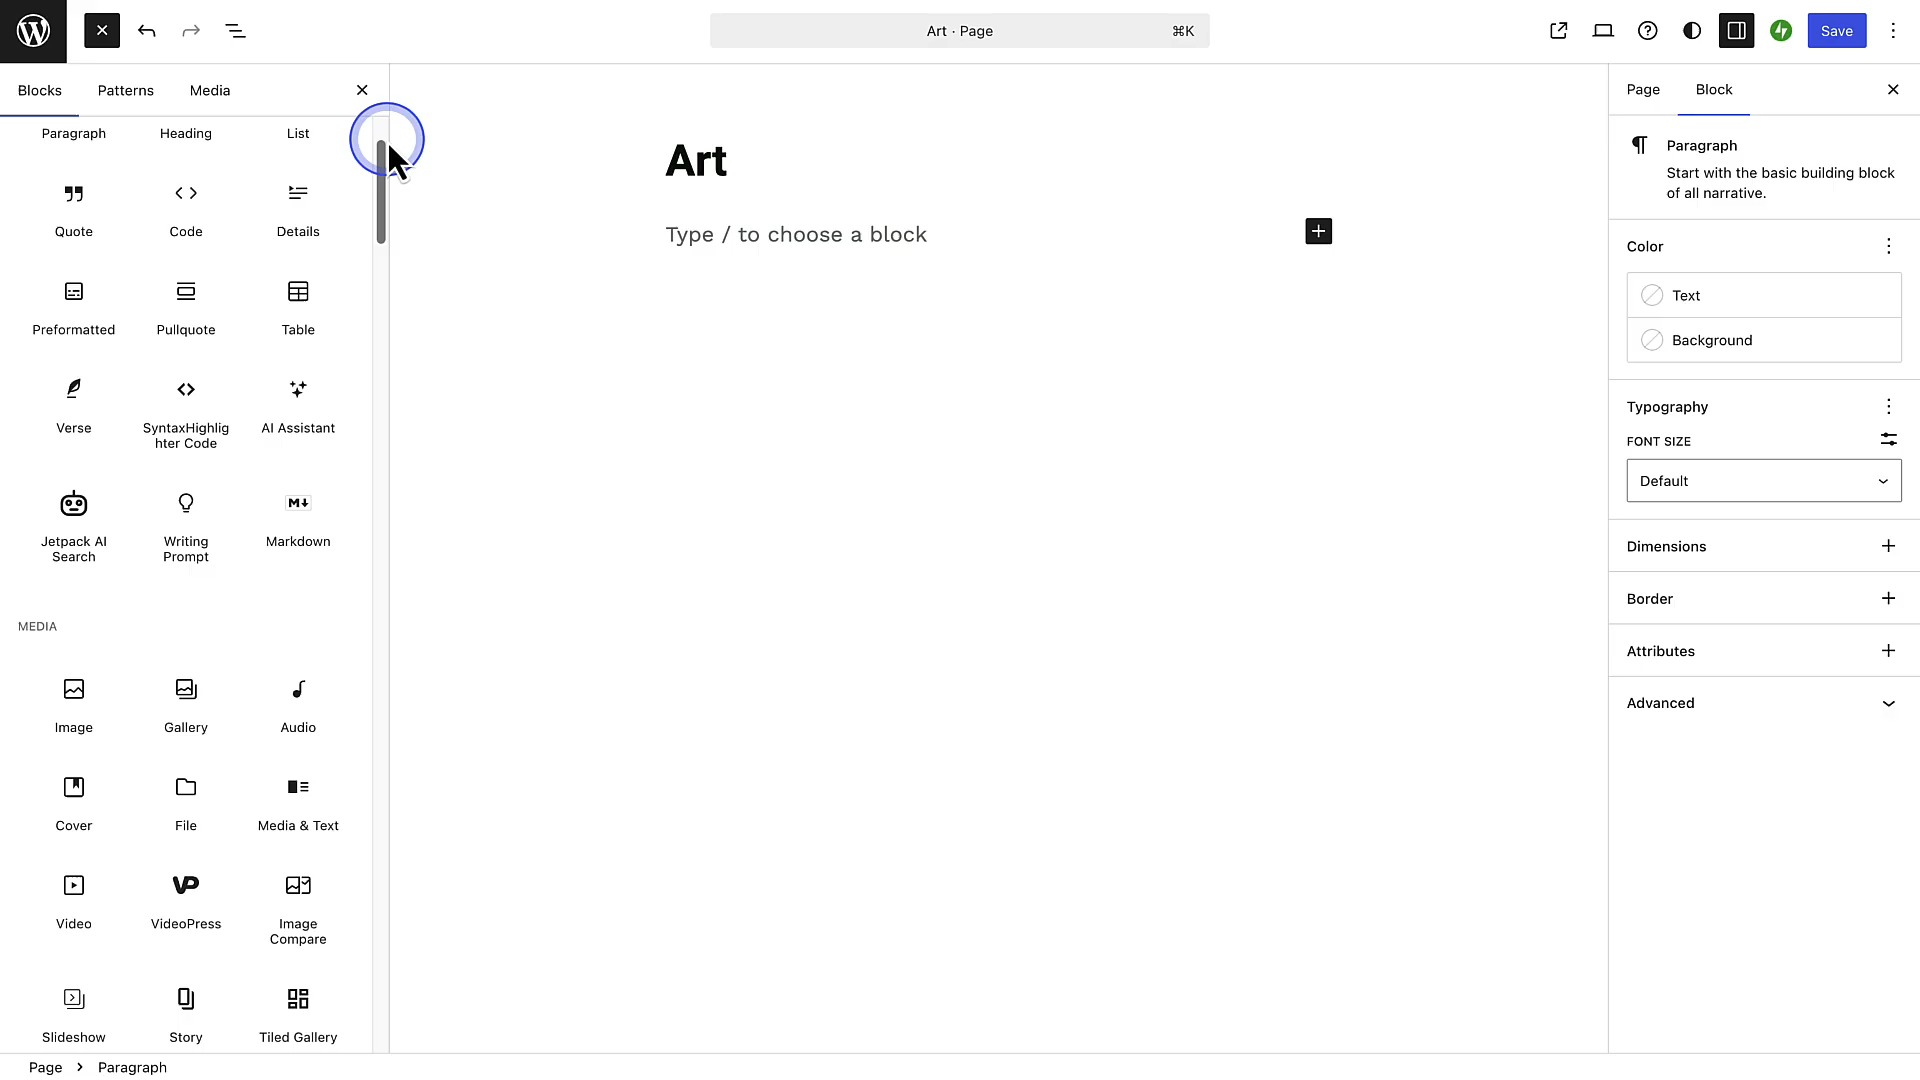 Art · Page
⌘K
Save
Blocks
Patterns
Media
Paragraph
Heading
List
Quote
Code
Details
Preformatted
Pullquote
Table
Verse
SyntaxHighlig
hter Code
AI Assistant
Jetpack AI
Search
Writing
Prompt
M↓
Markdown
MEDIA
Image
Gallery
Audio
Cover
File
Media & Text
Video
VP
VideoPress
Image
Compare
Slideshow
Story
Tiled Gallery
Art
Type / to choose a block
Page
Block
Paragraph
Start with the basic building block
of all narrative.
Color
Text
Background
Typography
FONT SIZE
Default
Dimensions
Border
Attributes
Advanced
Page > Paragraph